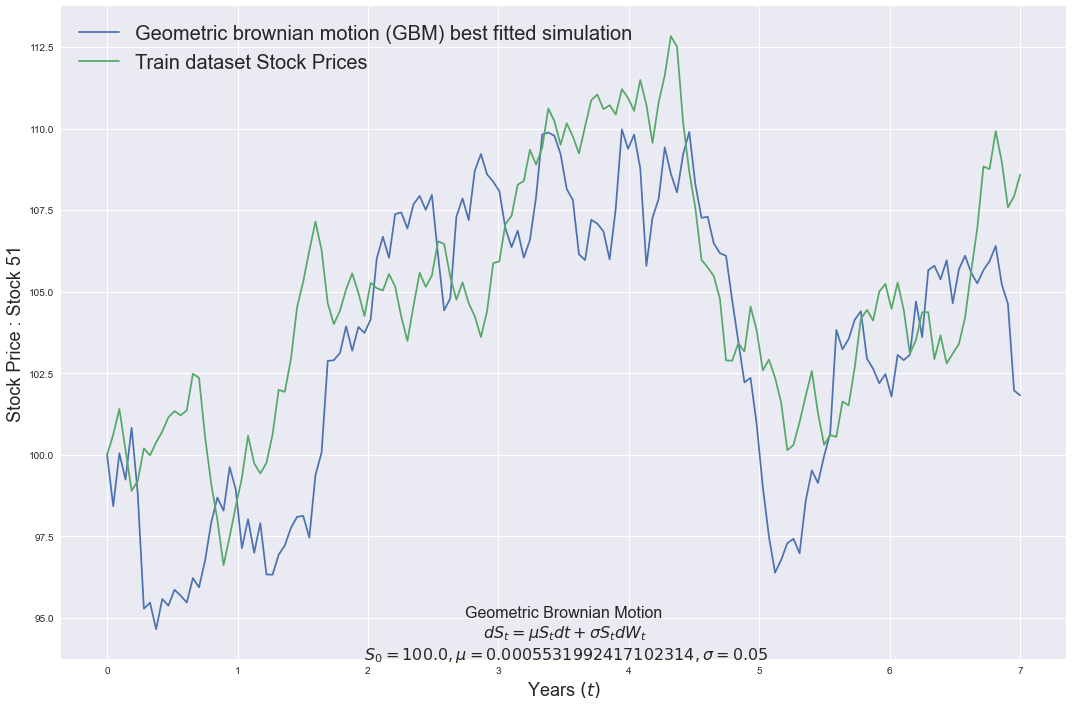 Geometric brownian motion (GBM) best fitted simulation
Train dataset Stock Prices
112.5
110.0
107.5
105.0
102.5
100.0
97.5
95.0
Stock Price : Stock 51
Geometric Brownian Motion
dS_t = μS_t dt + σS_t dW_t
S_0 = 100.0, μ = 0.0005531992417102314, σ = 0.05
0 1 2 3 4 5 6 7
Years (t)